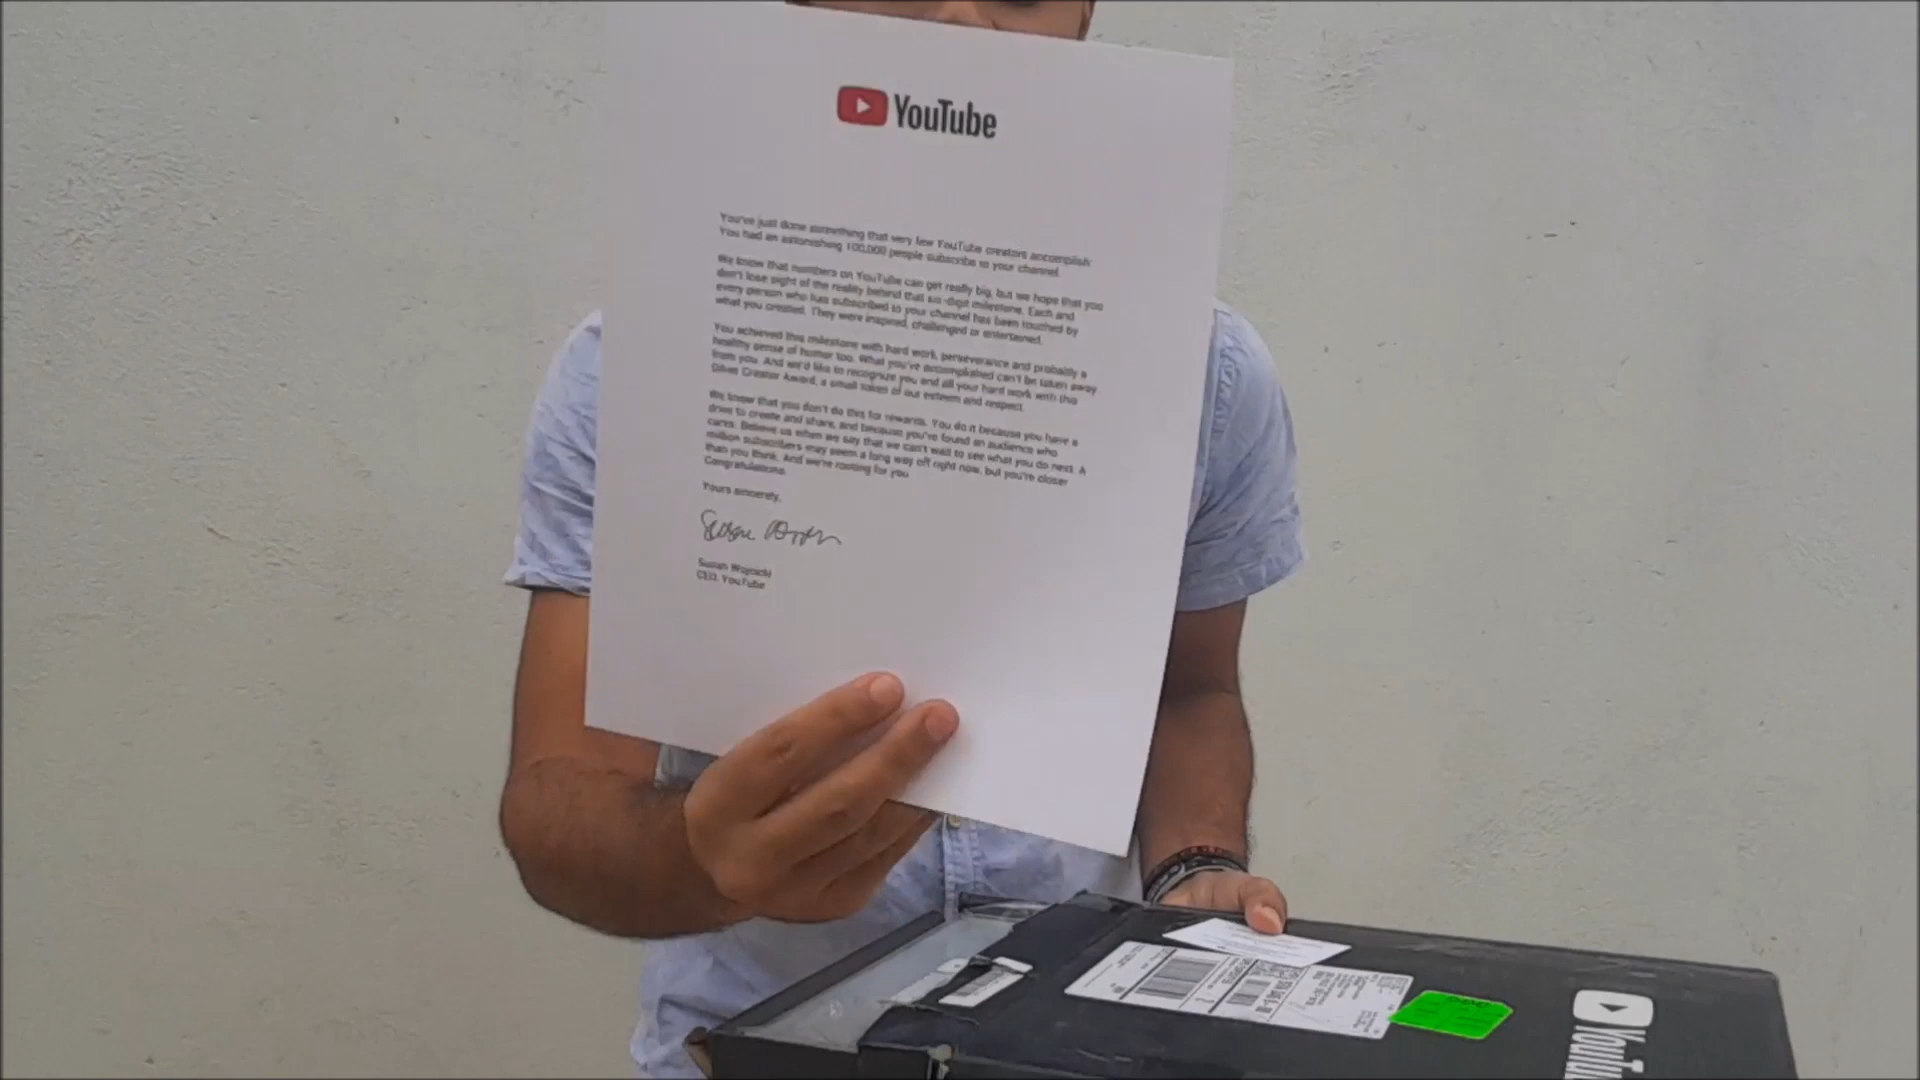 YouTube
You've just done something that very few YouTube creators accomplish:
You had an astonishing 100,000 people subscribe to your channel.
We know that numbers on YouTube can get really big, but we hope that you
don't lose sight of the reality behind that six-digit milestone. Each and
every person who has subscribed to your channel has been touched by
what you created. They were inspired, challenged or entertained.
You achieved this milestone with hard work, perseverance and probably a
healthy sense of humor too. What you've accomplished can't be taken away
from you. And we'd like to recognize you and all your hard work with this
Silver Creator Award, a small token of our esteem and respect.
We know that you don't do this for rewards. You do it because you have a
drive to create and share, and because you've found an audience who
cares. Believe us when we say that we can't wait to see what you do next. A
million subscribers may seem a long way off right now, but you're closer
than you think. And we're rooting for you.
Congratulations.
Yours sincerely,
Susan Wojcicki
CEO, YouTube